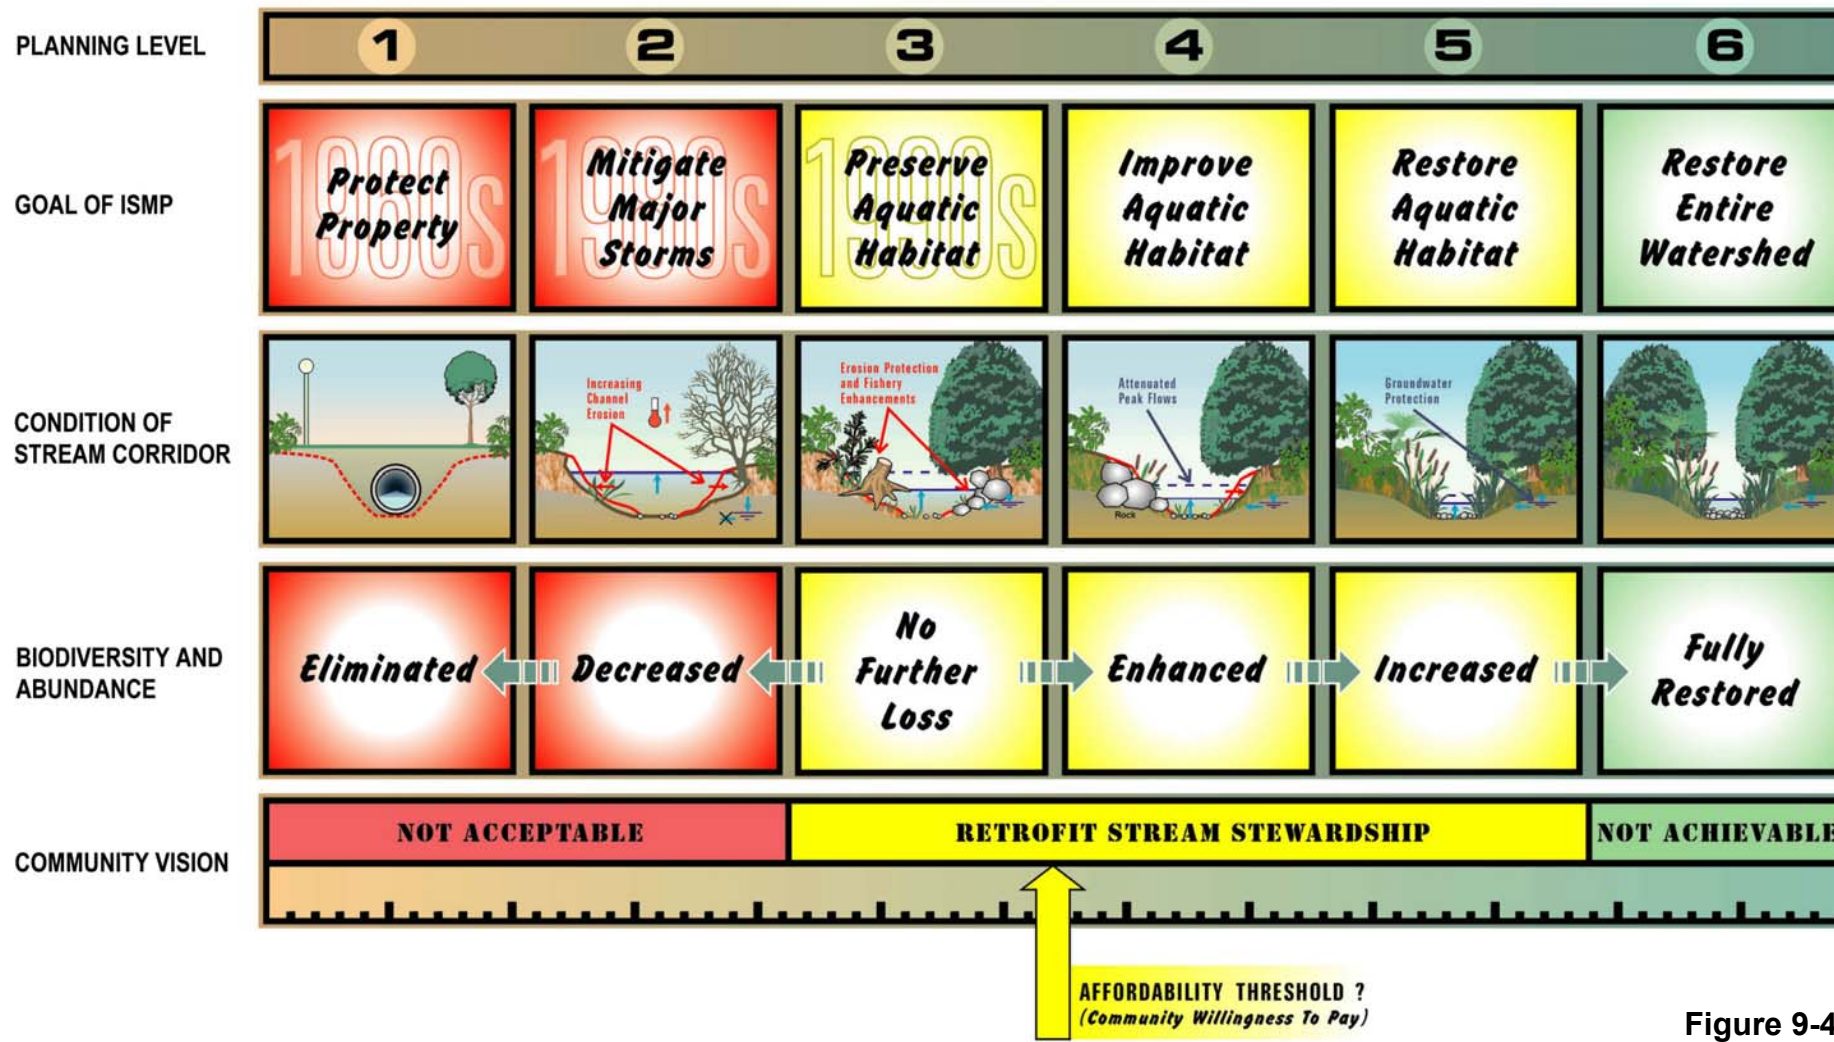 PLANNING LEVEL
1 2 3 4 5 6
GOAL OF ISMP
1960s
Protect
Property
1980s
Mitigate
Major
Storms
1990s
Preserve
Aquatic
Habitat
Improve
Aquatic
Habitat
Restore
Aquatic
Habitat
Restore
Entire
Watershed
CONDITION OF
STREAM CORRIDOR
Increasing
Channel
Erosion
Erosion Protection
and Fishery
Enhancements
Attenuated
Peak Flows
Rock
Groundwater
Protection
BIODIVERSITY AND
ABUNDANCE
Eliminated
Decreased
No
Further
Loss
Enhanced
Increased
Fully
Restored
COMMUNITY VISION
NOT ACCEPTABLE
RETROFIT STREAM STEWARDSHIP
NOT ACHIEVABLE
AFFORDABILITY THRESHOLD ?
(Community Willingness To Pay)
Figure 9-4